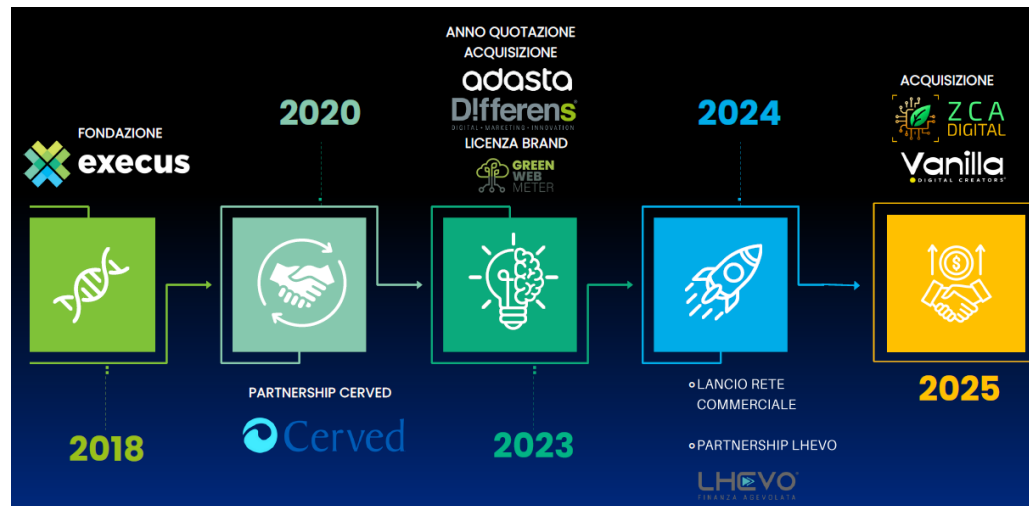 FONDAZIONE
execus
2018
2020
PARTNERSHIP CERVED
Cerved
ANNO QUOTAZIONE
ACQUISIZIONE
adasta
D!fferens
DIGITAL • MARKETING • INNOVATION
LICENZA BRAND
GREEN
WEB
METER
2023
2024
LANCIO RETE
COMMERCIALE
PARTNERSHIP LHEVO
LHEVO
FINANZA AGEVOLATA
ACQUISIZIONE
ZCA
DIGITAL
Vanilla
DIGITAL CREATORS
$
2025